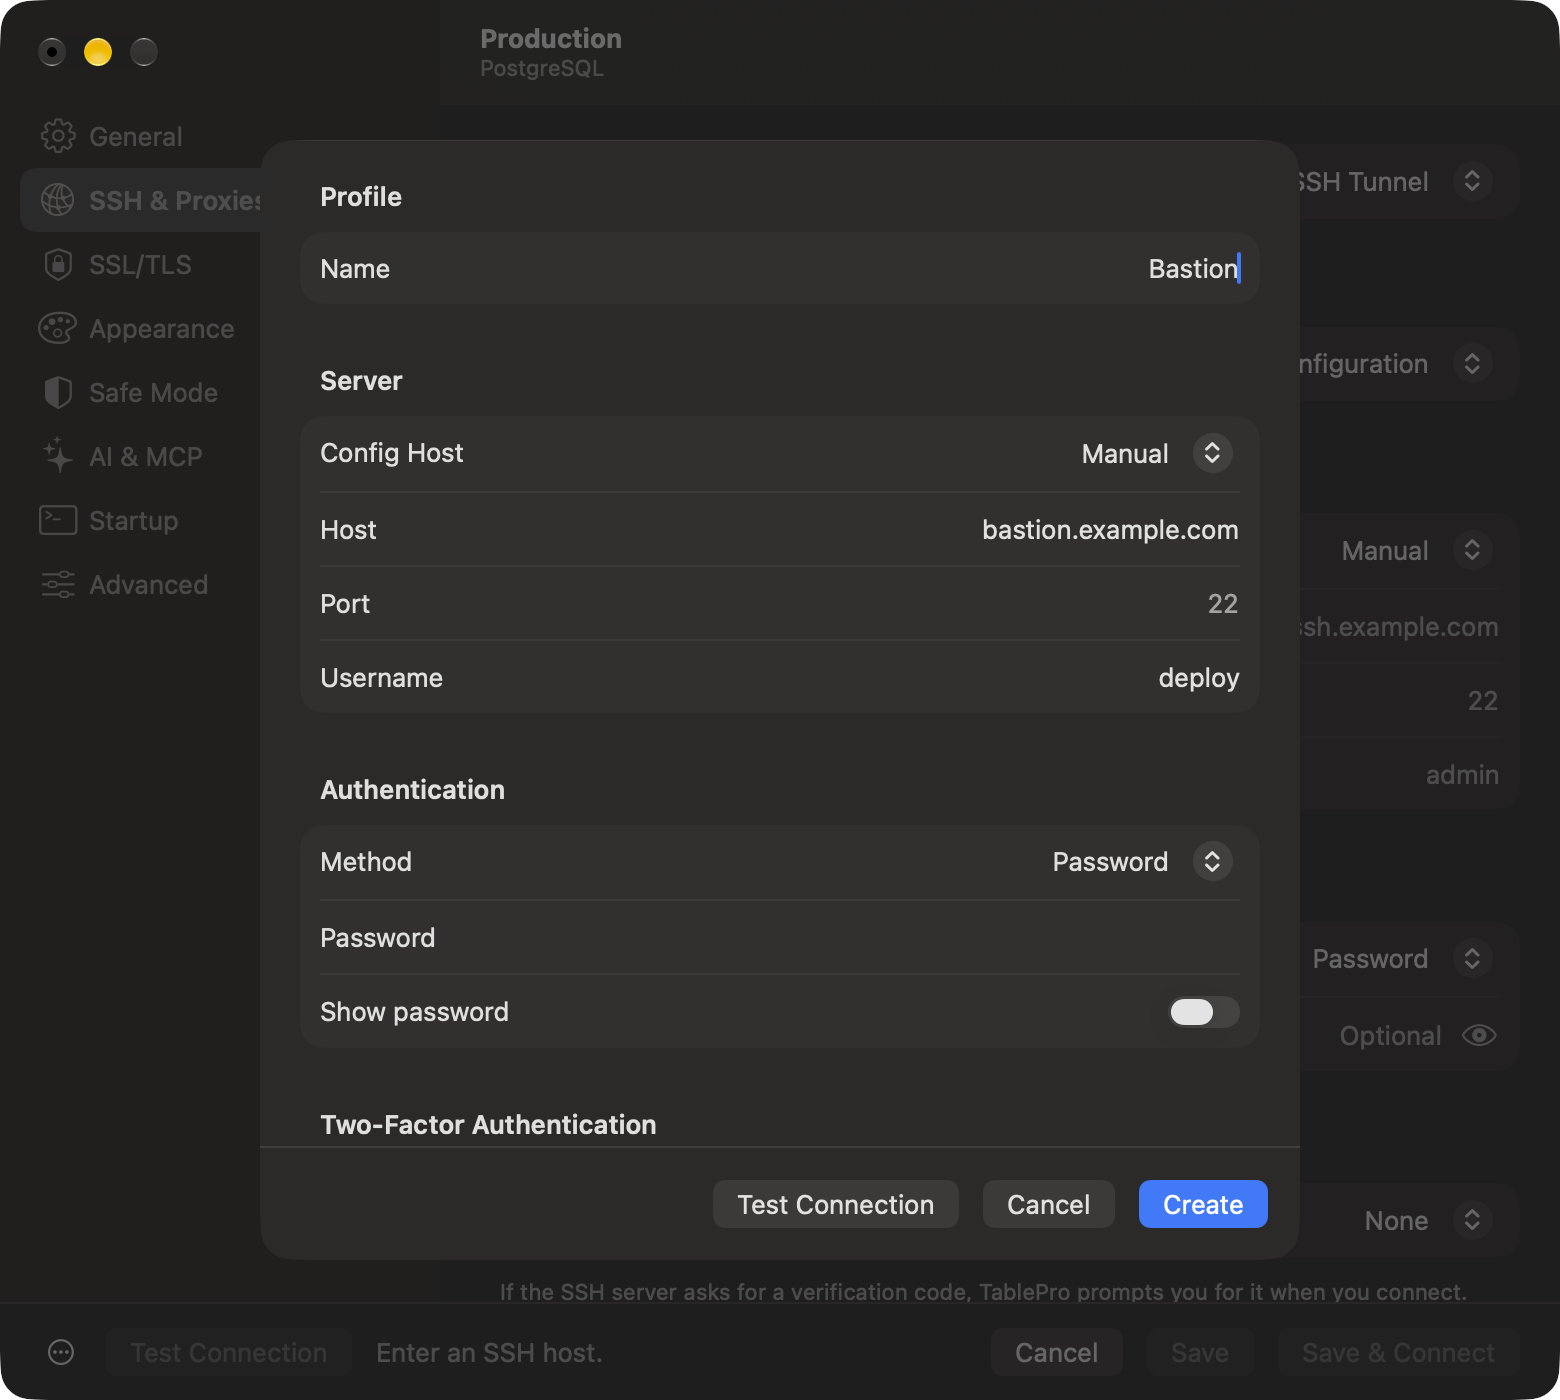 Production
PostgreSQL
General
SSH & Proxies
SSL/TLS
Appearance
Safe Mode
AI & MCP
Startup
Advanced
Profile
Name
Bastion
Server
Config Host
Manual
Host
bastion.example.com
Port
22
Username
deploy
Authentication
Method
Password
Password
Show password
Two-Factor Authentication
Test Connection
Cancel
Create
SSH Tunnel
nfiguration
Manual
ssh.example.com
22
admin
Password
Optional
None
If the SSH server asks for a verification code, TablePro prompts you for it when you connect.
Test Connection
Enter an SSH host.
Cancel
Save
Save & Connect